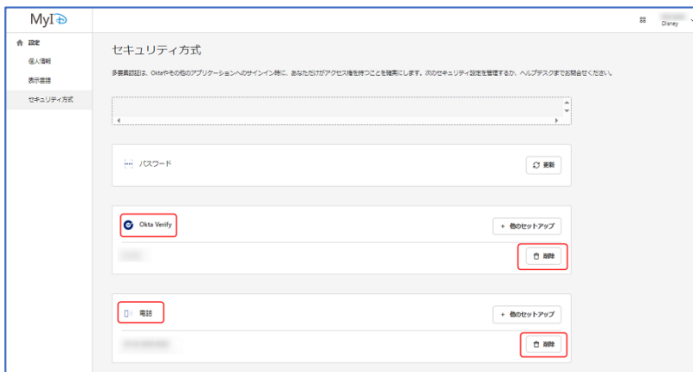 MyID
Disney
設定
個人情報
表示言語
セキュリティ方式
セキュリティ方式
多要素認証は、Oktaやその他のアプリケーションへのサインイン時に、あなただけがアクセス権を持つことを確実にします。次のセキュリティ設定を管理するか、ヘルプデスクまでお問合せください。
パスワード
更新
Okta Verify
+ 他のセットアップ
削除
電話
+ 他のセットアップ
削除